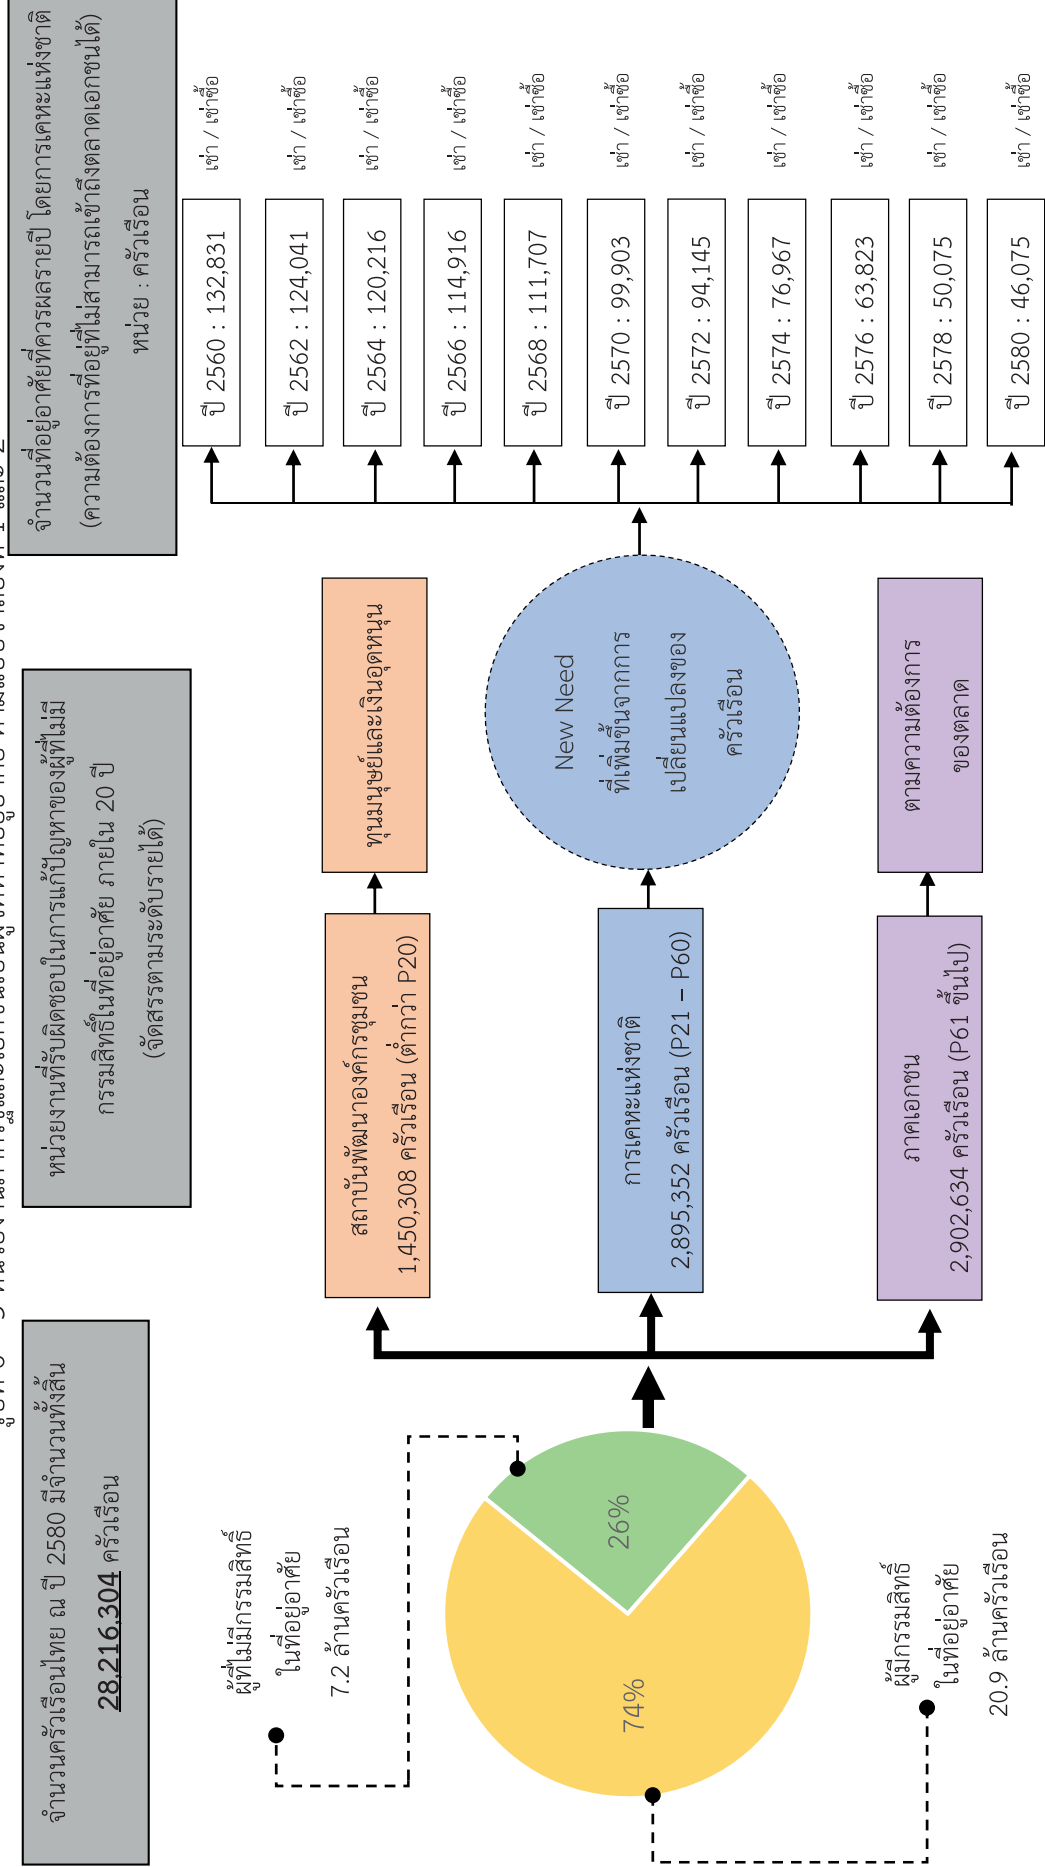 จำนวนครัวเรือนไทย ณ ปี 2580 มีจำนวนทั้งสิ้น
28,216,304 ครัวเรือน
หน่วยงานที่รับผิดชอบในการแก้ปัญหาของผู้ที่ไม่มี
กรรมสิทธิ์ในที่อยู่อาศัย ภายใน 20 ปี
(จัดสรรตามระดับรายได้)
จำนวนที่อยู่อาศัยที่ควรผลรายปี โดยการเคหะแห่งชาติ
(ความต้องการที่อยู่ที่ไม่สามารถเข้าถึงตลาดเอกชนได้)
หน่วย : ครัวเรือน
ผู้ที่ไม่มีกรรมสิทธิ์
ในที่อยู่อาศัย
7.2 ล้านครัวเรือน
26%
74%
ผู้มีกรรมสิทธิ์
ในที่อยู่อาศัย
20.9 ล้านครัวเรือน
สถาบันพัฒนาองค์กรชุมชน
1,450,308 ครัวเรือน (ต่ำกว่า P20)
การเคหะแห่งชาติ
2,895,352 ครัวเรือน (P21 – P60)
ภาคเอกชน
2,902,634 ครัวเรือน (P61 ขึ้นไป)
ทุนมนุษย์และเงินอุดหนุน
New Need
ที่เพิ่มขึ้นจากการ
เปลี่ยนแปลงของ
ครัวเรือน
ตามความต้องการ
ของตลาด
ปี 2560 : 132,831 เช่า / เช่าซื้อ
ปี 2562 : 124,041 เช่า / เช่าซื้อ
ปี 2564 : 120,216 เช่า / เช่าซื้อ
ปี 2566 : 114,916 เช่า / เช่าซื้อ
ปี 2568 : 111,707 เช่า / เช่าซื้อ
ปี 2570 : 99,903 เช่า / เช่าซื้อ
ปี 2572 : 94,145 เช่า / เช่าซื้อ
ปี 2574 : 76,967 เช่า / เช่าซื้อ
ปี 2576 : 63,823 เช่า / เช่าซื้อ
ปี 2578 : 50,075 เช่า / เช่าซื้อ
ปี 2580 : 46,075 เช่า / เช่าซื้อ